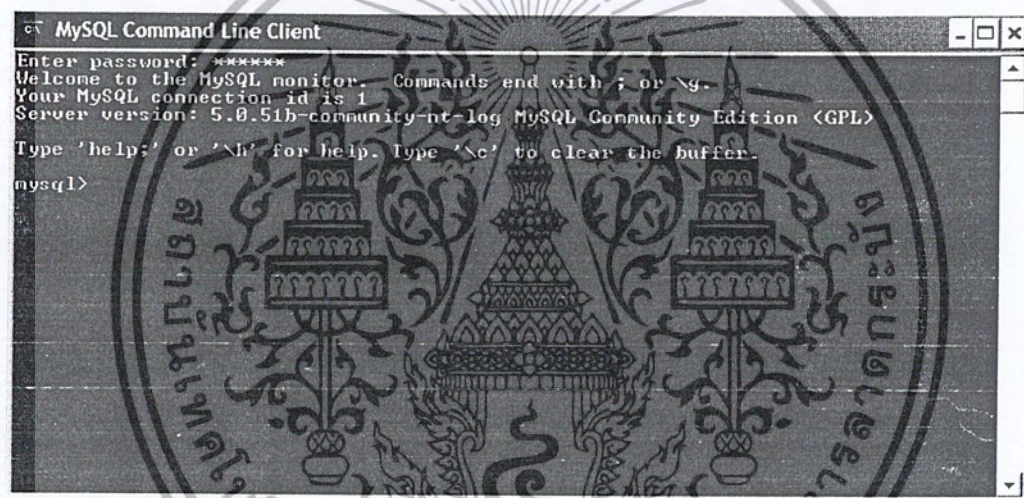 MySQL Command Line Client
Enter password: ******
Welcome to the MySQL monitor.  Commands end with ; or \g.
Your MySQL connection id is 1
Server version: 5.0.51b-community-nt-log MySQL Community Edition (GPL)
Type 'help;' or '\h' for help. Type '\c' to clear the buffer.
mysql>